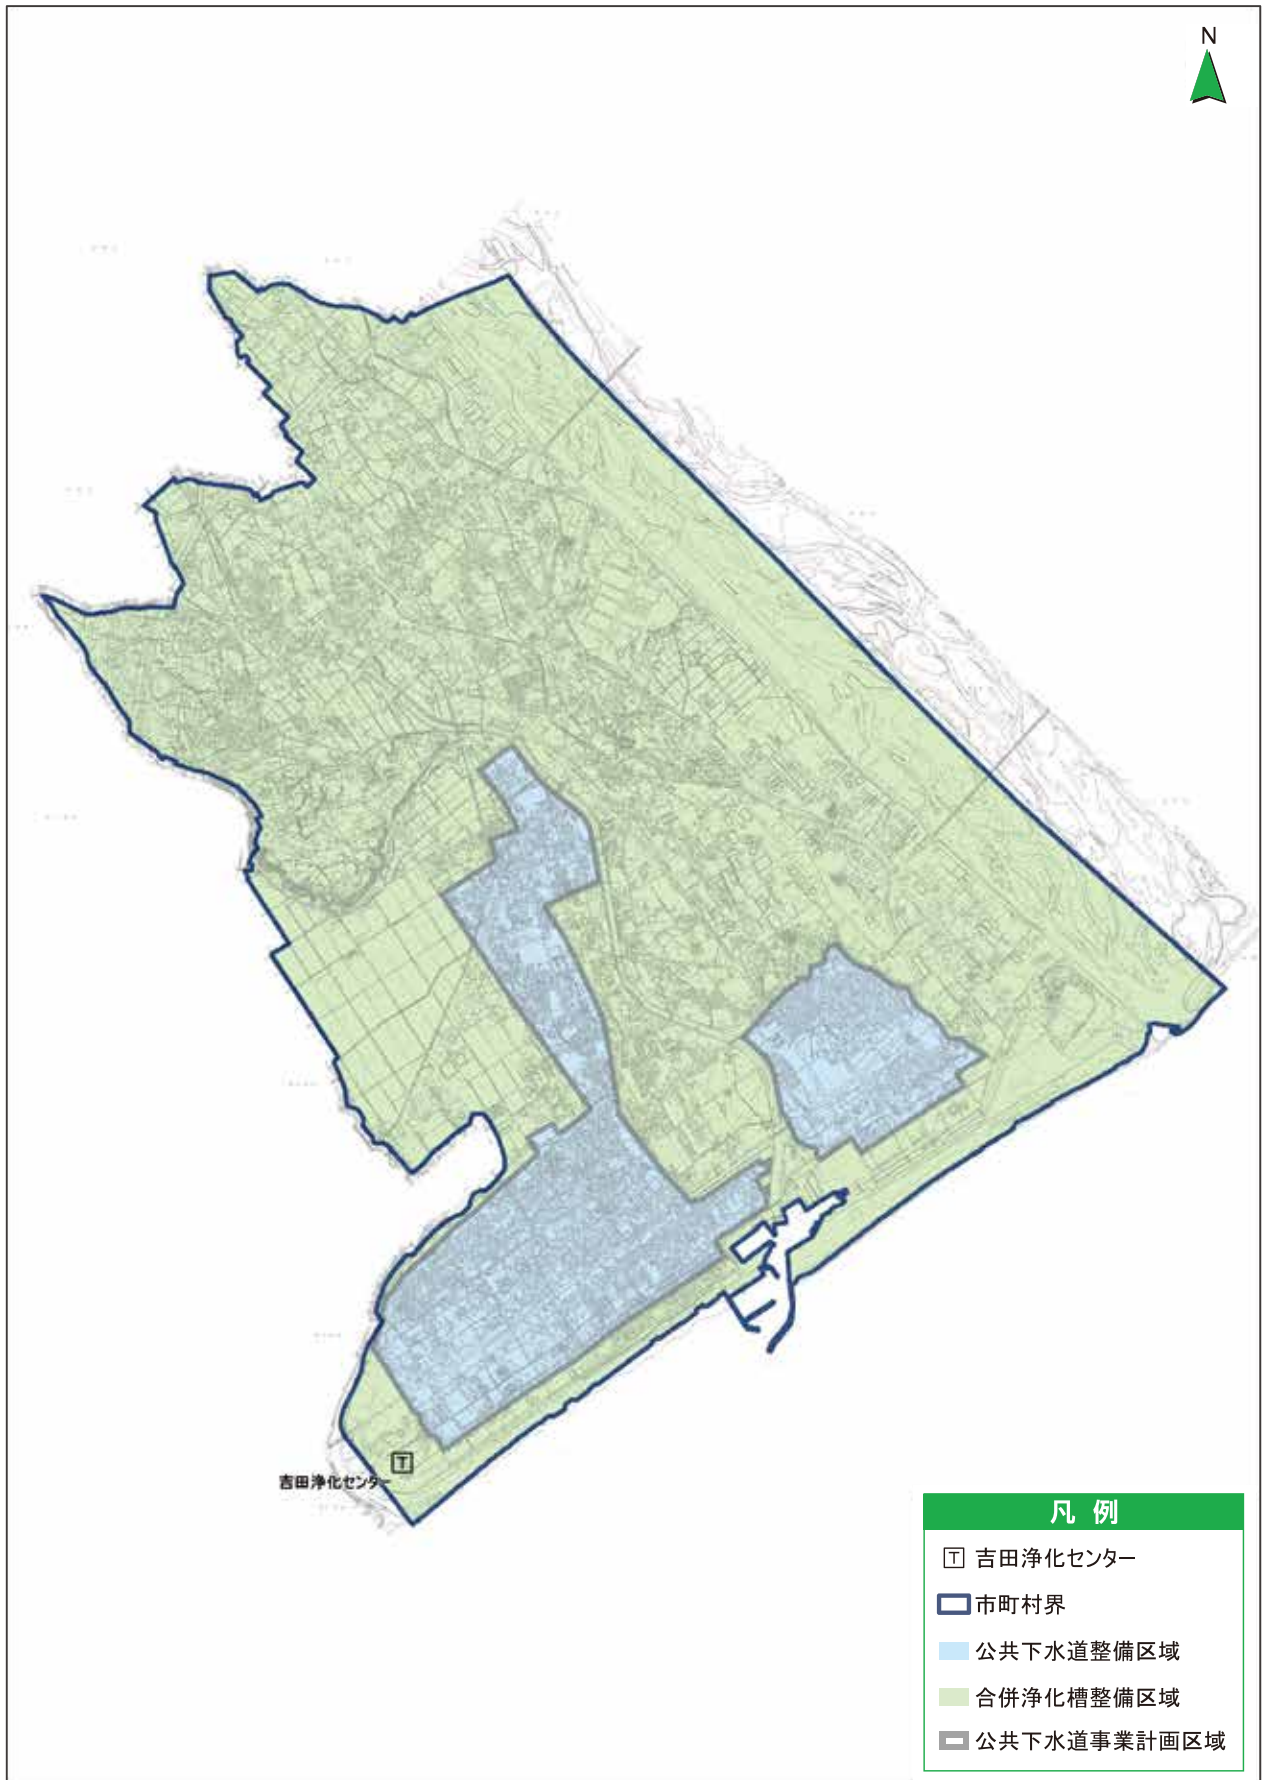 N
吉田浄化センター
T
凡 例
T 吉田浄化センター
市町村界
公共下水道整備区域
合併浄化槽整備区域
公共下水道事業計画区域